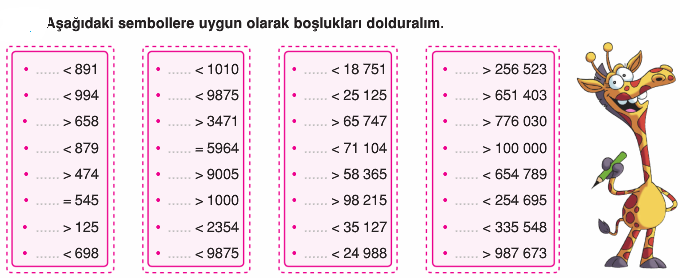 Aşağıdaki sembollere uygun olarak boşlukları dolduralım.
• ...... < 891
• ...... < 994
• ...... > 658
• ...... < 879
• ...... > 474
• ...... = 545
• ...... > 125
• ...... < 698
• ...... < 1010
• ...... < 9875
• ...... > 3471
• ...... = 5964
• ...... > 9005
• ...... > 1000
• ...... < 2354
• ...... < 9875
• ...... < 18 751
• ...... < 25 125
• ...... > 65 747
• ...... < 71 104
• ...... > 58 365
• ...... > 98 215
• ...... < 35 127
• ...... < 24 988
• ...... > 256 523
• ...... > 651 403
• ...... > 776 030
• ...... > 100 000
• ...... < 654 789
• ...... < 254 695
• ...... < 335 548
• ...... > 987 673